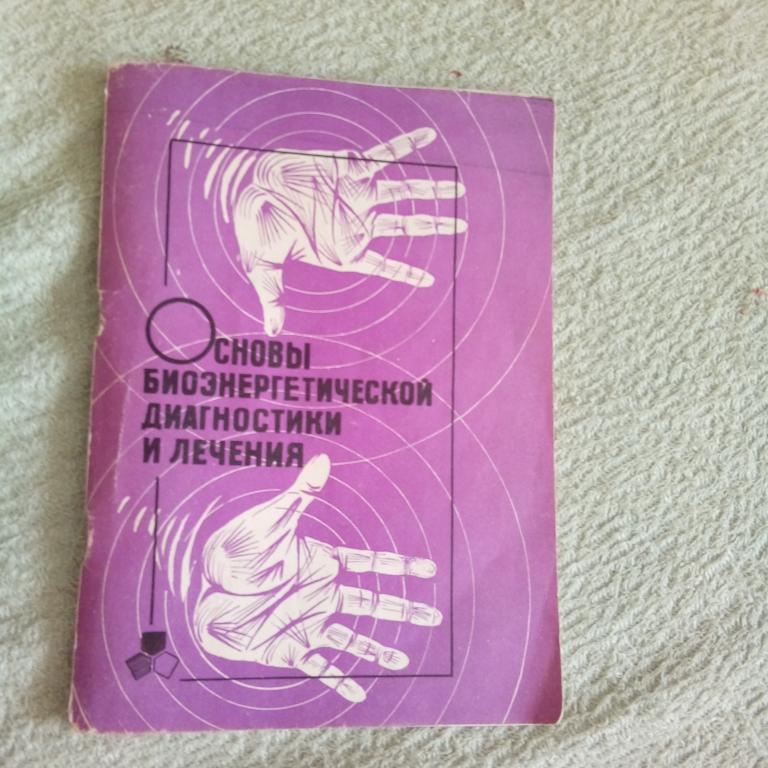 Основы
биоэнергетической
диагностики
и лечения